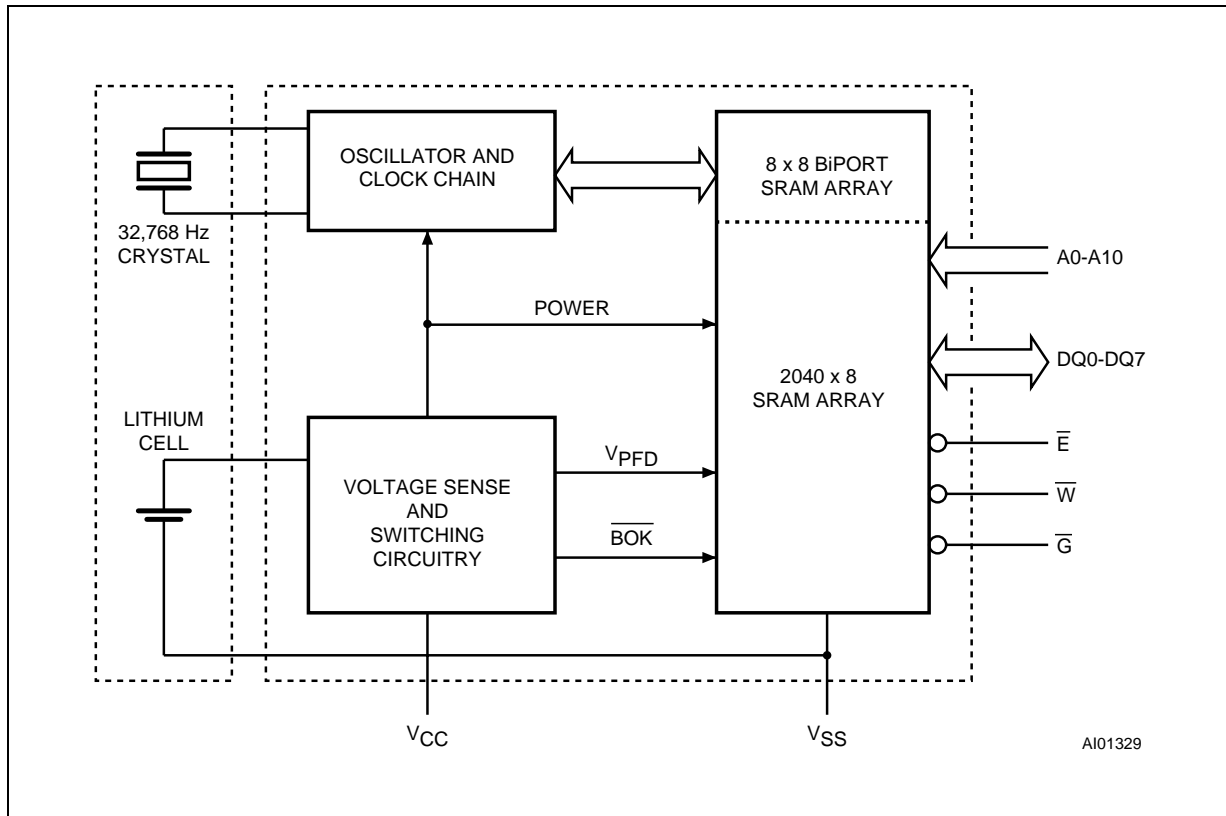 OSCILLATOR AND
CLOCK CHAIN
8 x 8 BiPORT
SRAM ARRAY
32,768 Hz
CRYSTAL
A0-A10
POWER
DQ0-DQ7
2040 x 8
SRAM ARRAY
LITHIUM
CELL
VOLTAGE SENSE
AND
SWITCHING
CIRCUITRY
VPFD
B̅O̅K̅
E̅
W̅
G̅
VCC
VSS
AI01329